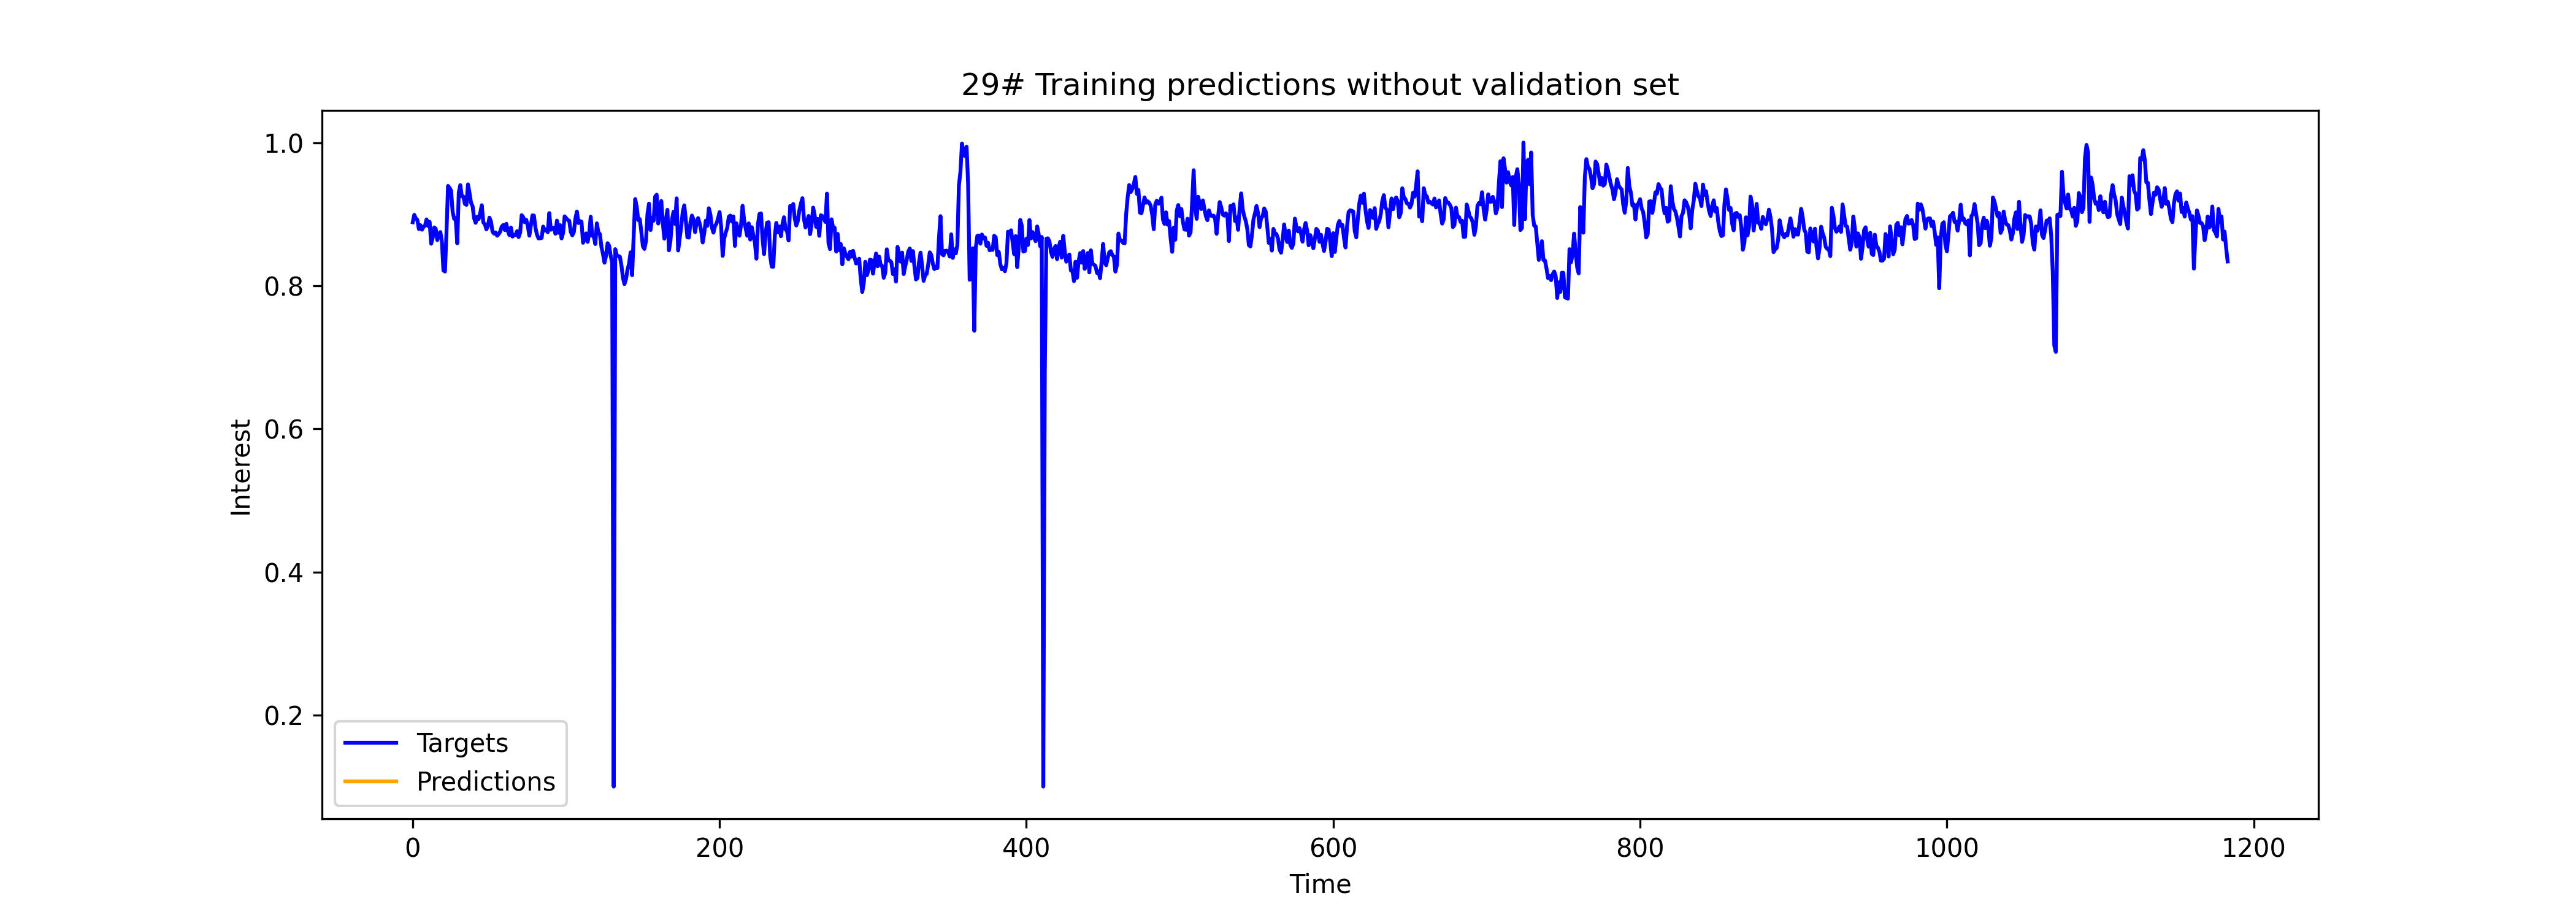 29# Training predictions without validation set
1.0
0.8
0.6
0.4
0.2
Interest
Targets
Predictions
0 200 400 600 800 1000 1200
Time